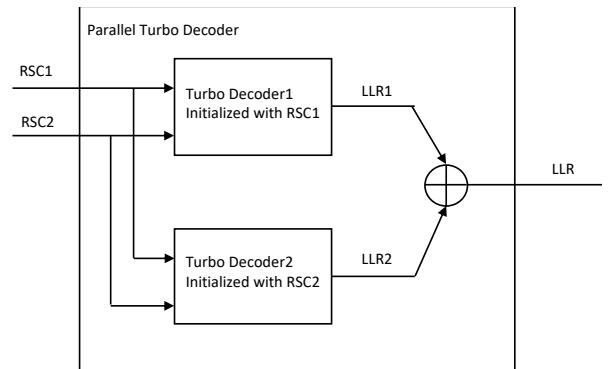 Parallel Turbo Decoder
RSC1
RSC2
Turbo Decoder1
Initialized with RSC1
LLR1
LLR
Turbo Decoder2
Initialized with RSC2
LLR2